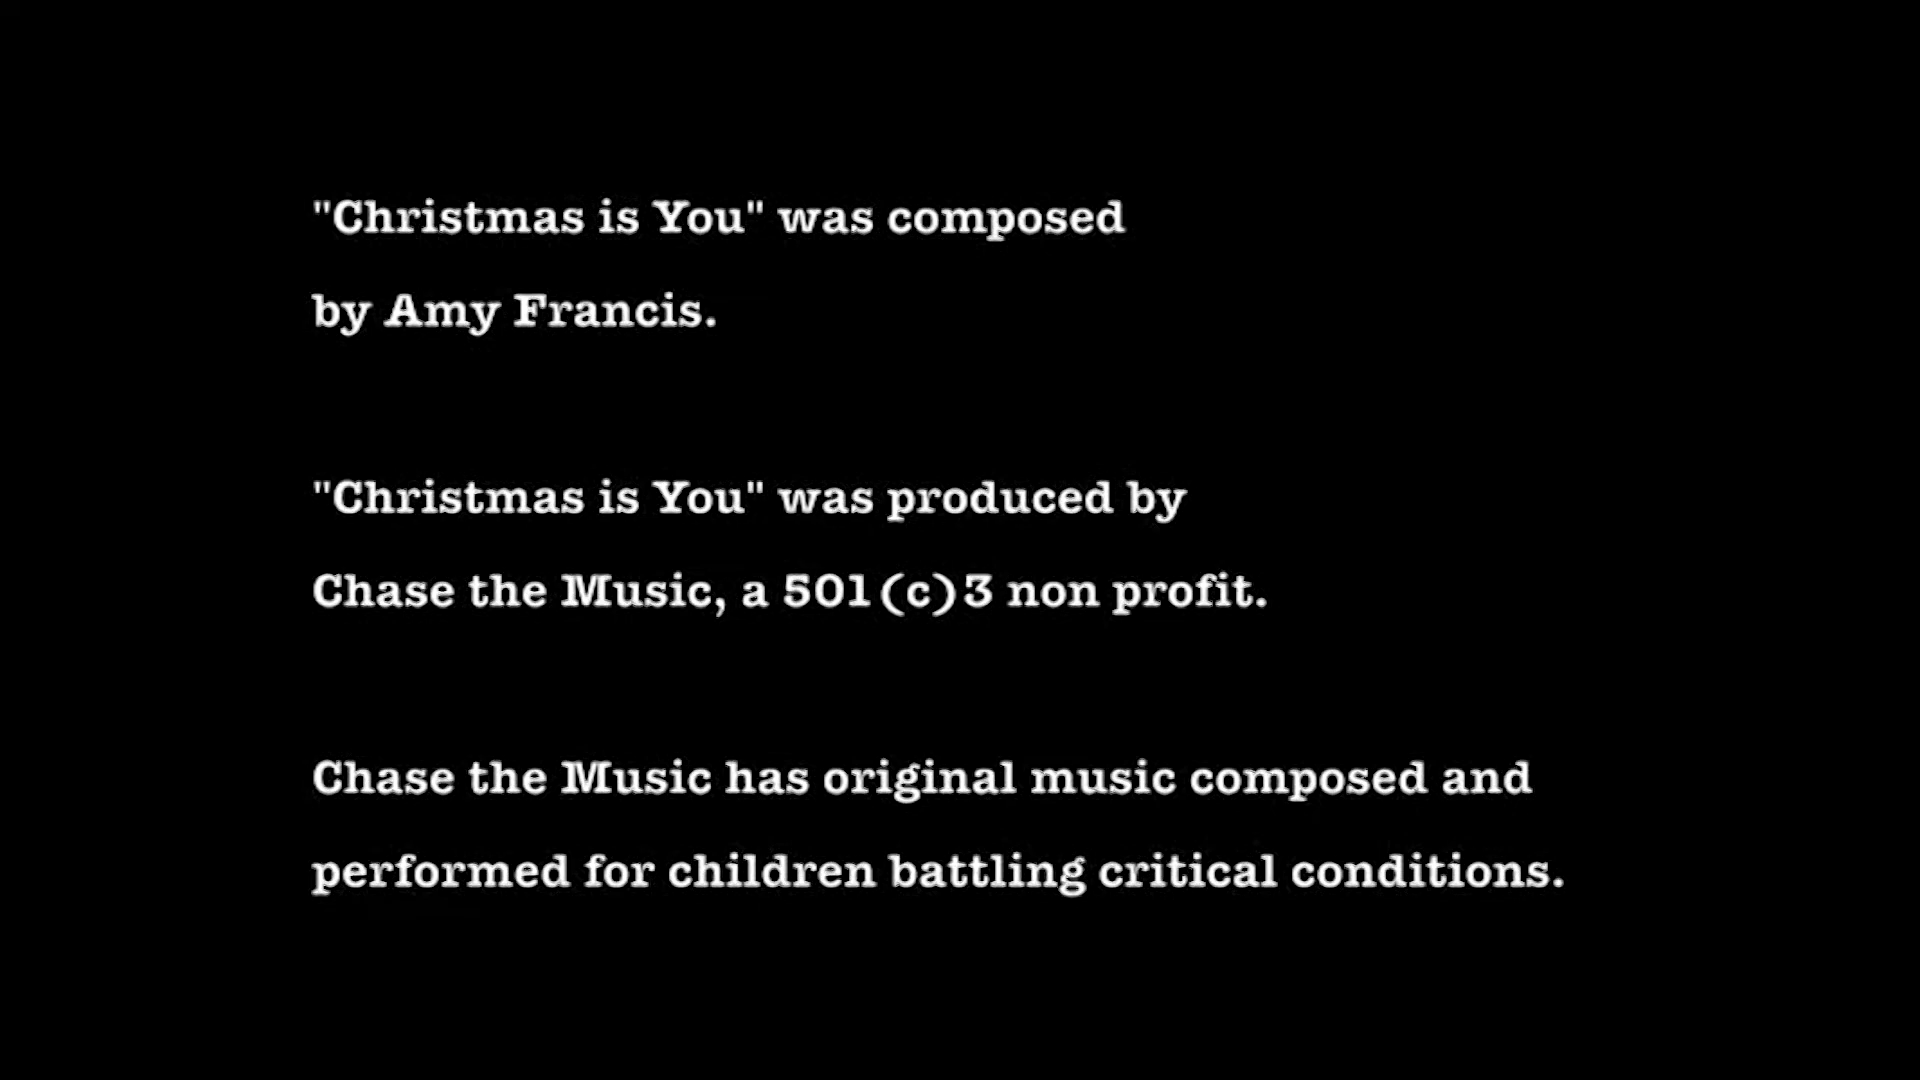 "Christmas is You" was composed
by Amy Francis.
"Christmas is You" was produced by
Chase the Music, a 501(c)3 non profit.
Chase the Music has original music composed and
performed for children battling critical conditions.